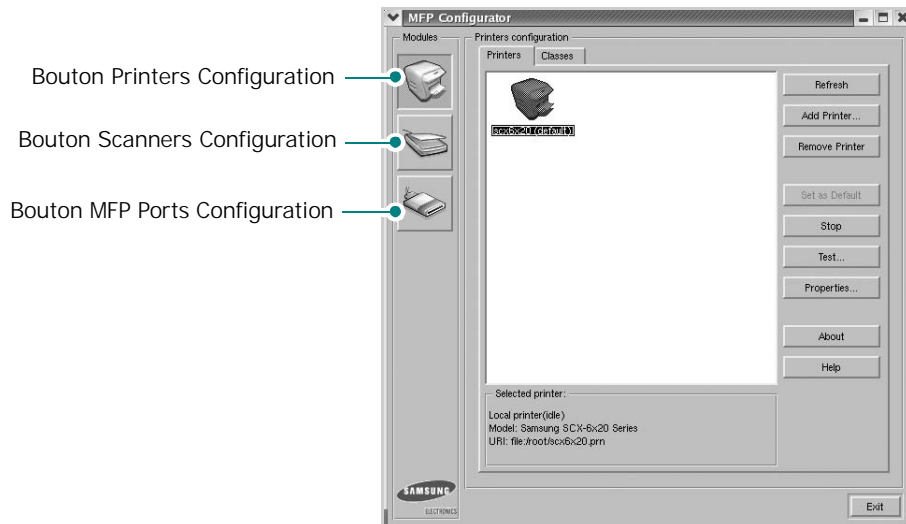 MFP Configurator
Modules
Printers configuration
Printers
Classes
Bouton Printers Configuration
Bouton Scanners Configuration
Bouton MFP Ports Configuration
scx6x20 (default)
Refresh
Add Printer...
Remove Printer
Set as Default
Stop
Test...
Properties...
About
Help
Selected printer:
Local printer(idle)
Model: Samsung SCX-6x20 Series
URI: file:/root/scx6x20.prn
SAMSUNG
ELECTRONICS
Exit